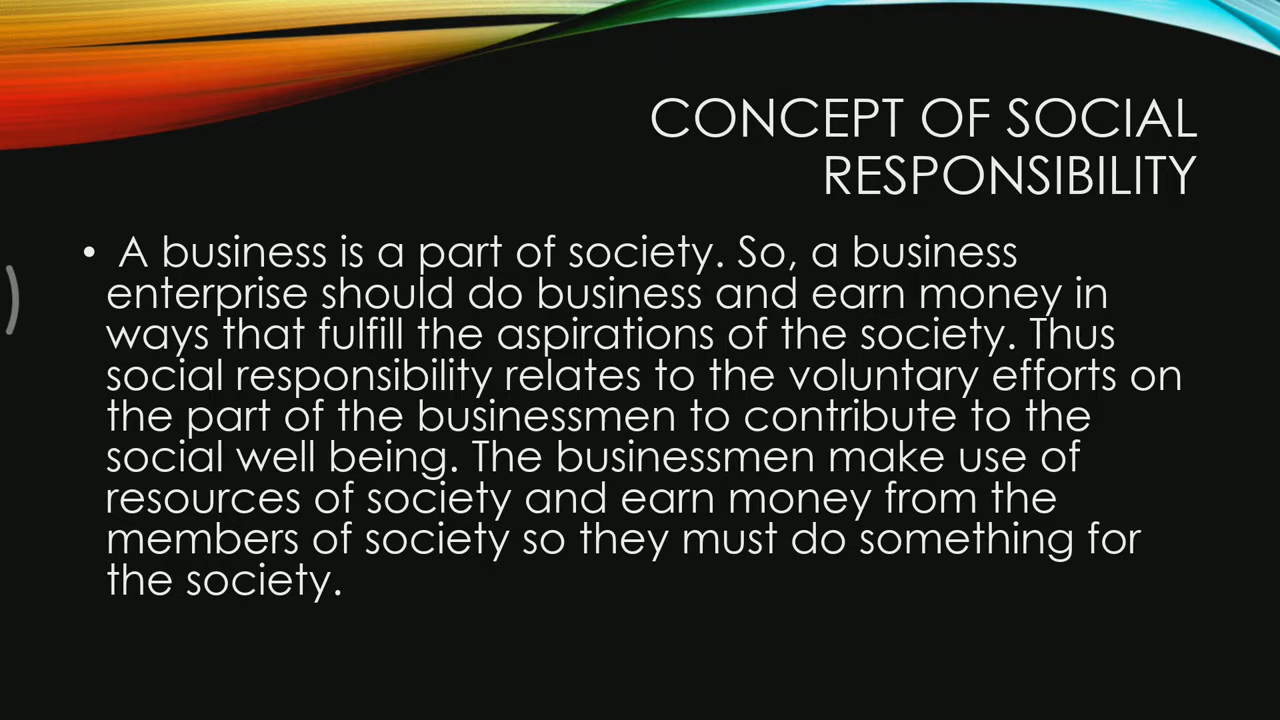 CONCEPT OF SOCIAL
RESPONSIBILITY
• A business is a part of society. So, a business
enterprise should do business and earn money in
ways that fulfill the aspirations of the society. Thus
social responsibility relates to the voluntary efforts on
the part of the businessmen to contribute to the
social well being. The businessmen make use of
resources of society and earn money from the
members of society so they must do something for
the society.